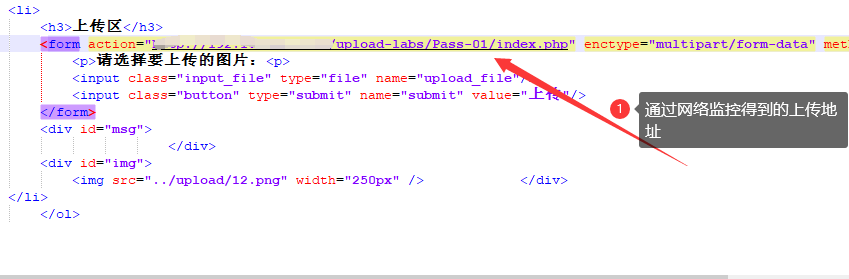 <li>
<h3>上传区</h3>
<form action="/upload-labs/Pass-01/index.php" enctype="multipart/form-data"
<p>请选择要上传的图片：<p>
<input class="input_file" type="file" name="upload_file"/
<input class="button" type="submit" name="submit" value="上传"/>
</form>
<div id="msg">
</div>
<div id="img">
<img src="../upload/12.png" width="250px" /> </div>
</li>
</ol>
1 通过网络监控得到的上传地
址